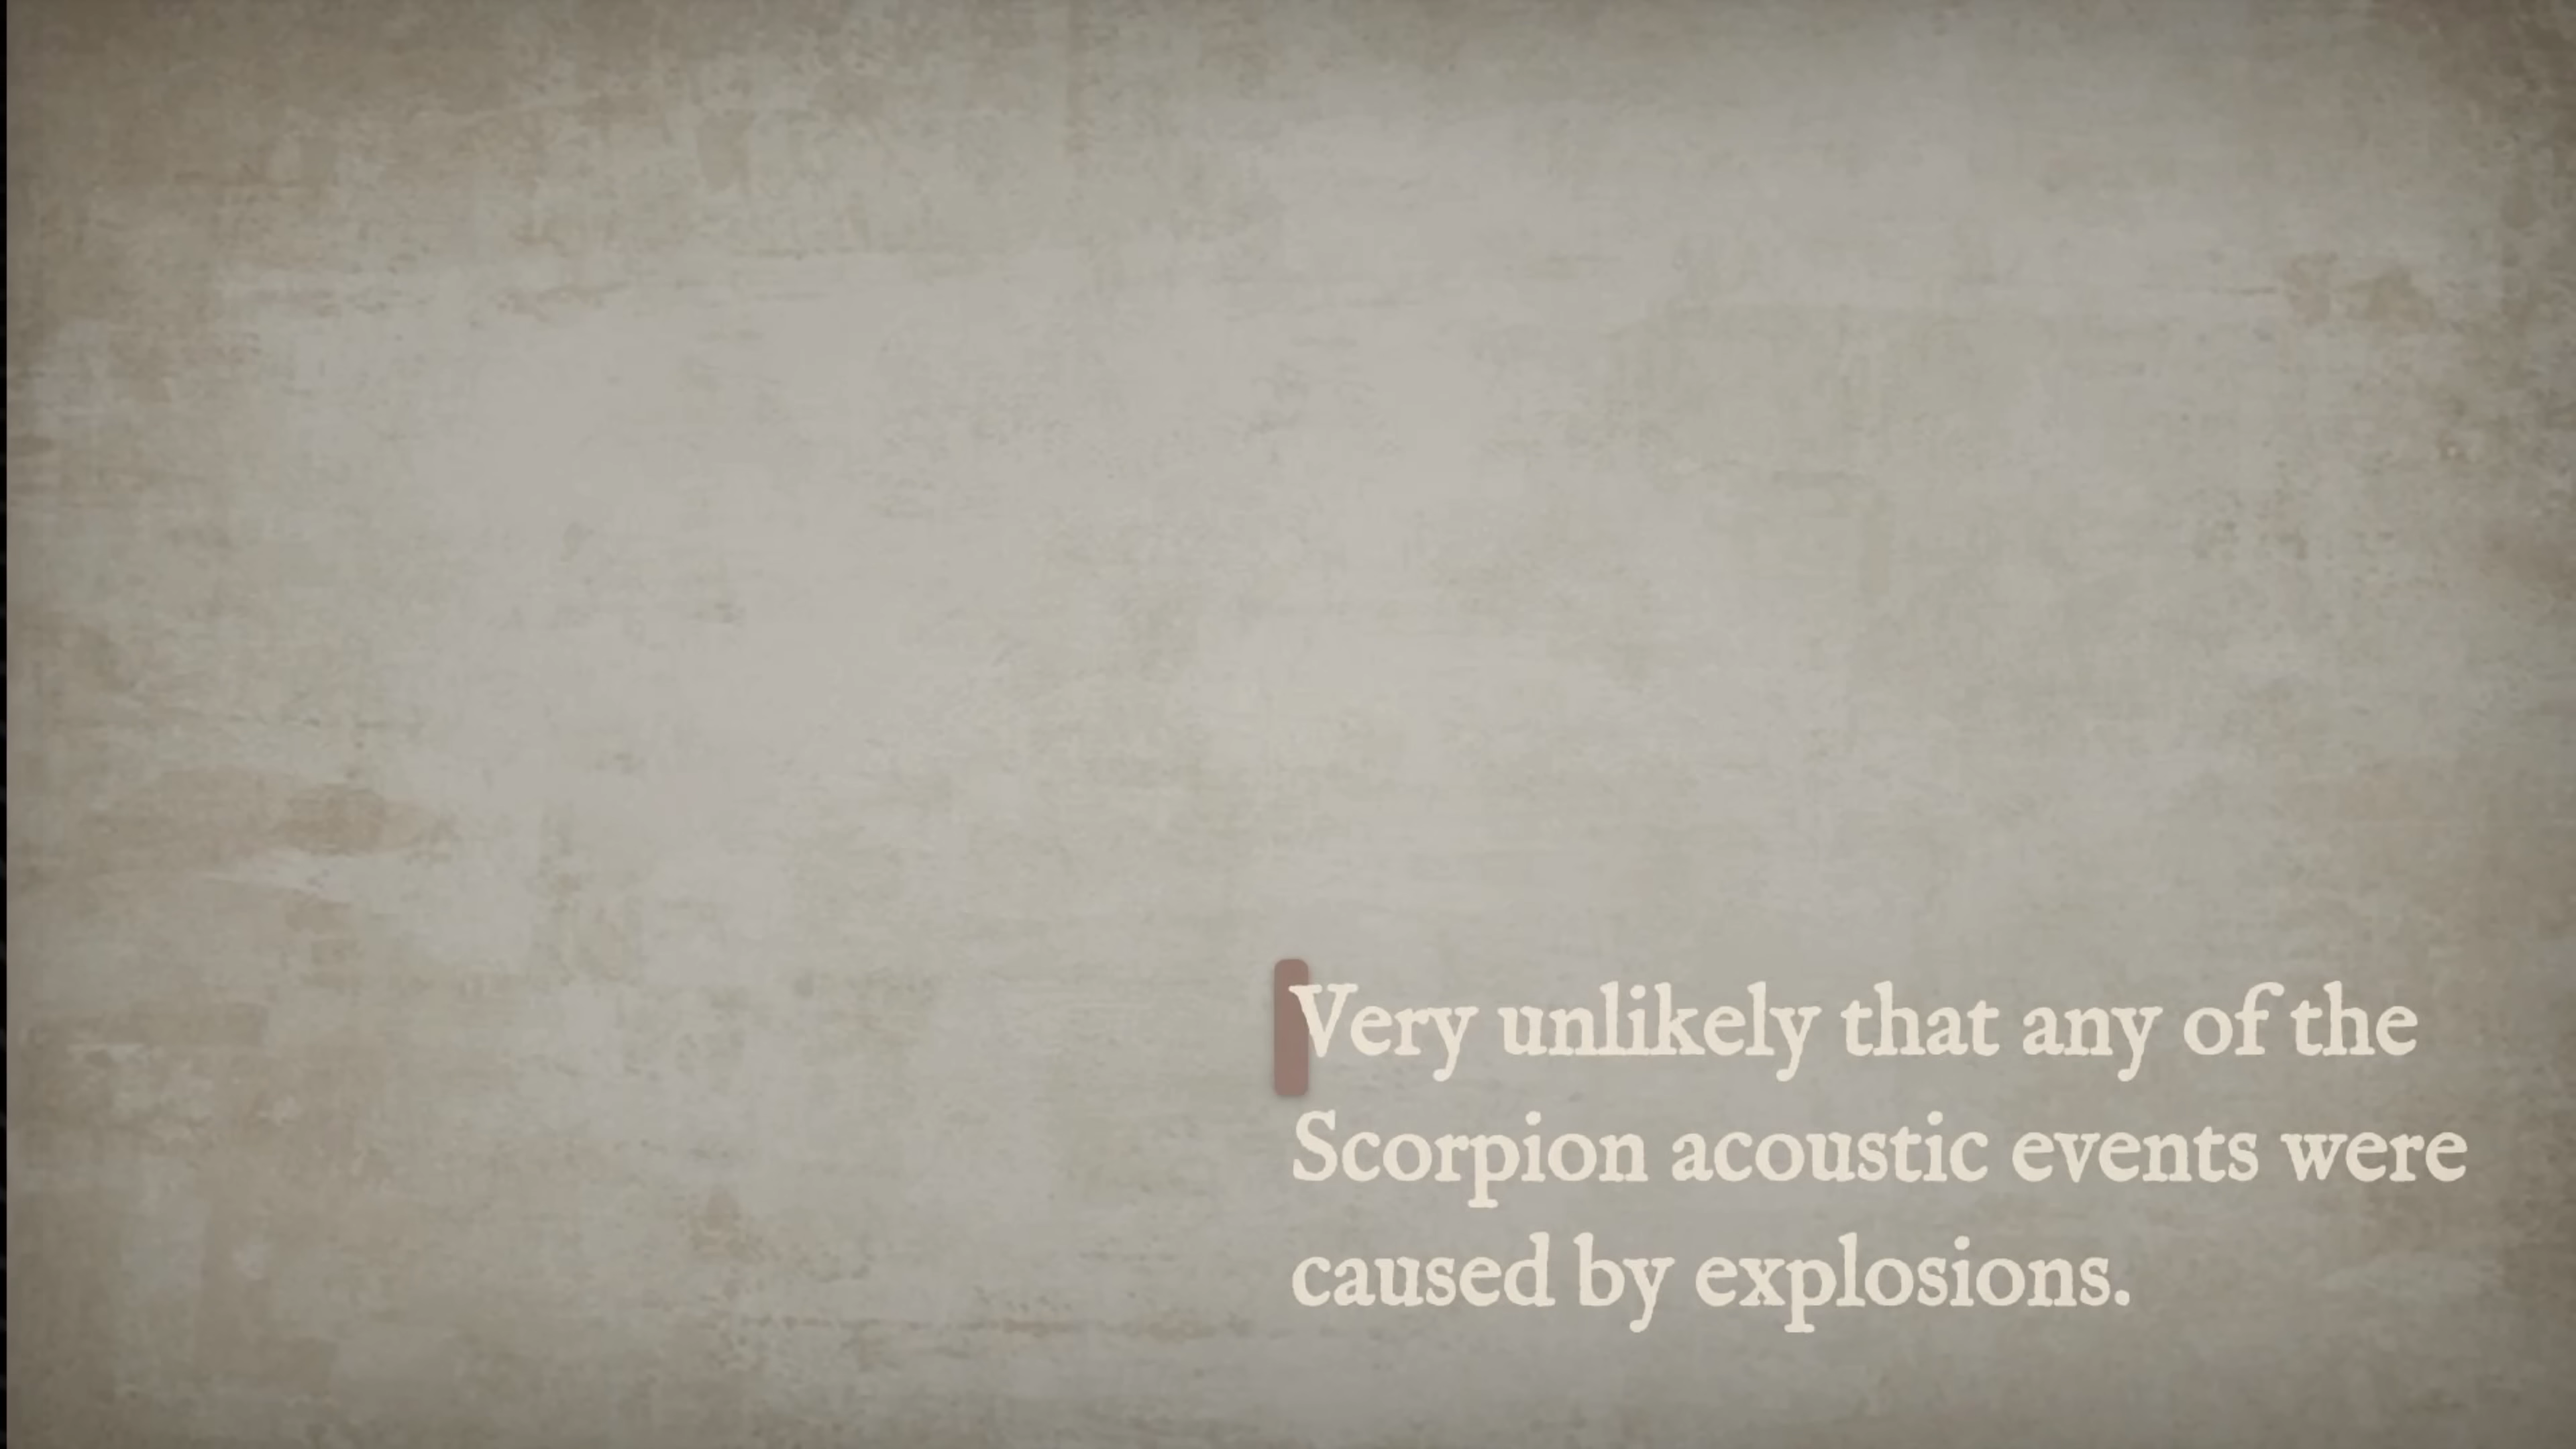 Very unlikely that any of the
Scorpion acoustic events were
caused by explosions.